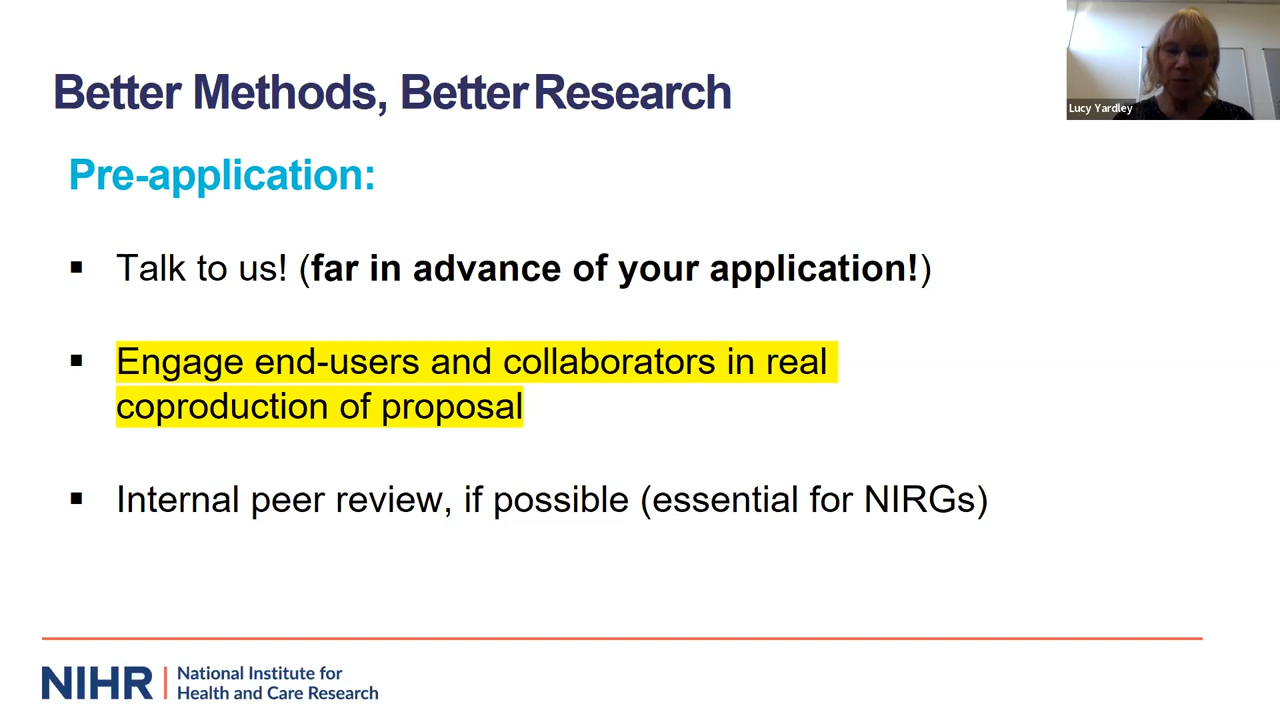 Better Methods, Better Research
Lucy Yardley
Pre-application:
▪ Talk to us! (far in advance of your application!)
▪ Engage end-users and collaborators in real
coproduction of proposal
▪ Internal peer review, if possible (essential for NIRGs)
NIHR | National Institute for
Health and Care Research